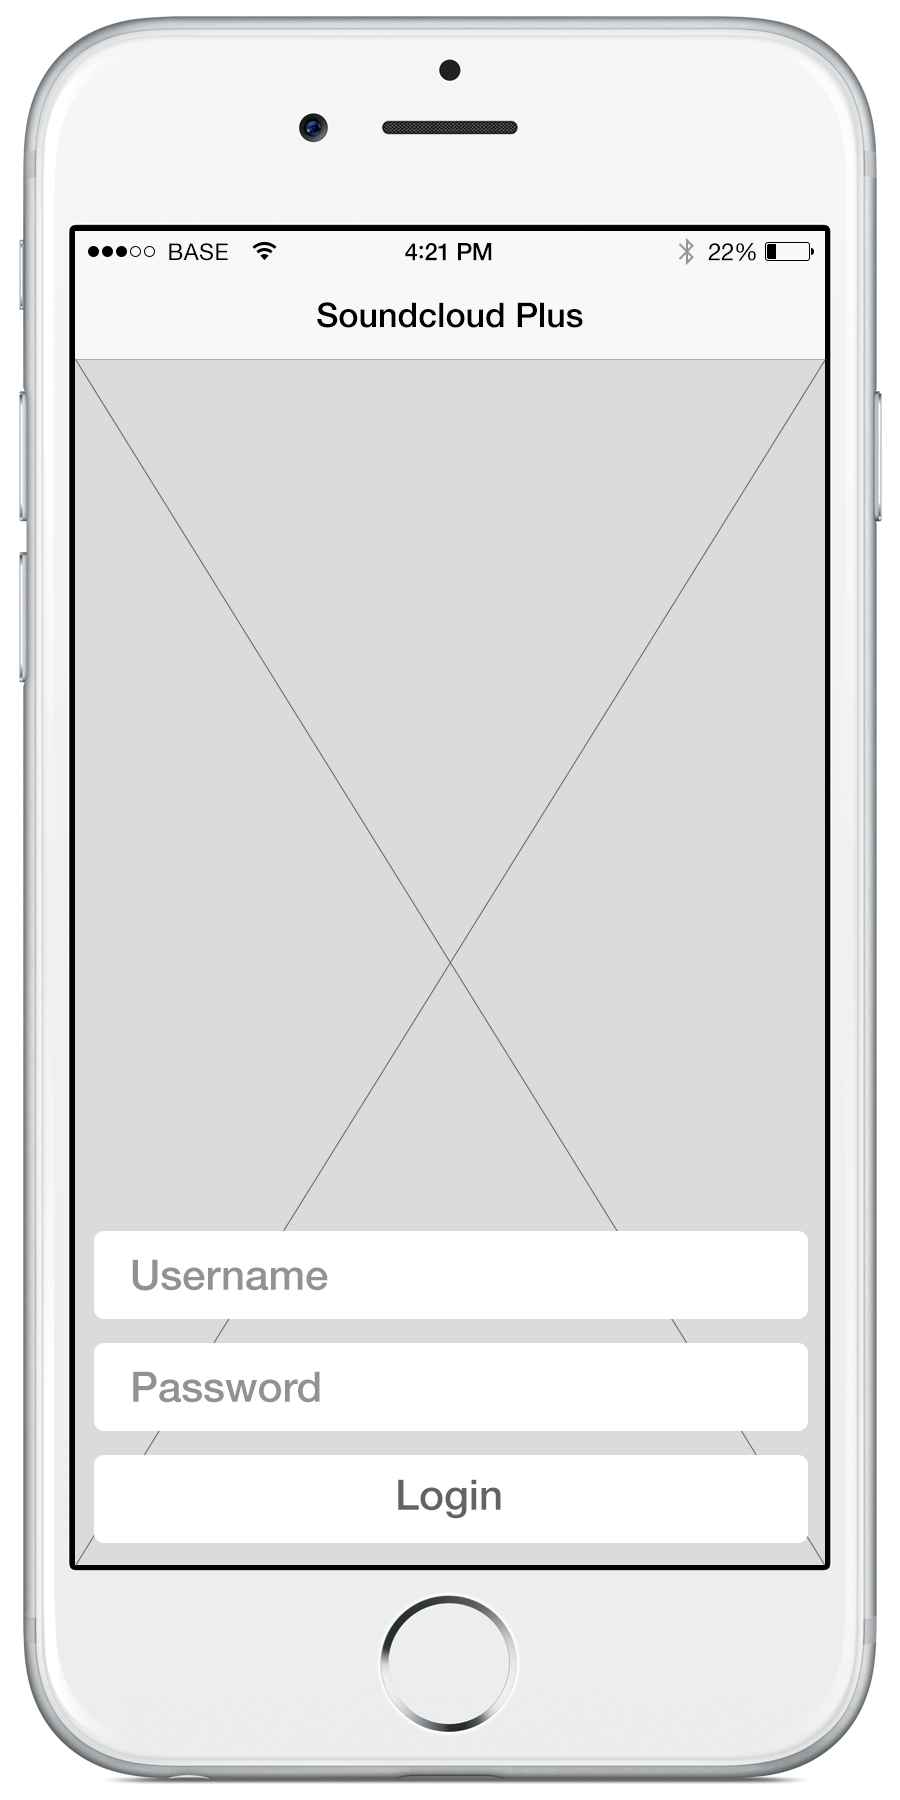 BASE 4:21 PM 22%
Soundcloud Plus
Username
Password
Login